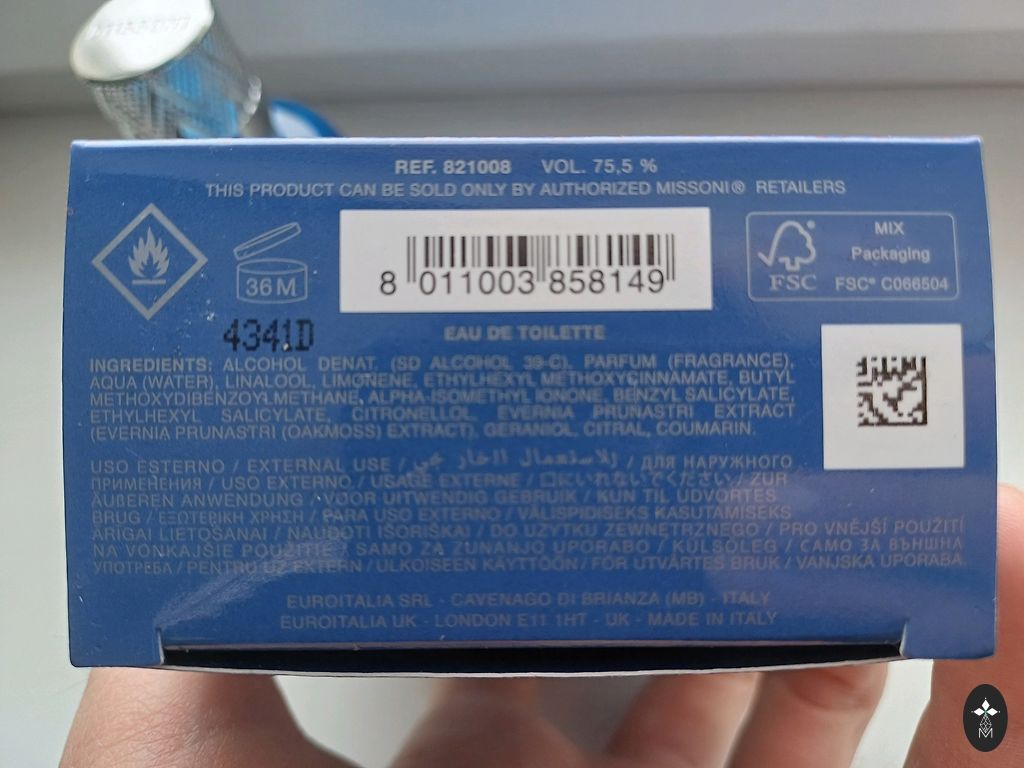 MISSONI
REF. 821008 VOL. 75,5 %
THIS PRODUCT CAN BE SOLD ONLY BY AUTHORIZED MISSONI® RETAILERS
36 M
8 011003 858149
FSC
MIX
Packaging
FSC® C066504
4341D
EAU DE TOILETTE
INGREDIENTS: ALCOHOL DENAT. (SD ALCOHOL 39-C), PARFUM (FRAGRANCE),
AQUA (WATER), LINALOOL, LIMONENE, ETHYLHEXYL METHOXYCINNAMATE, BUTYL
METHOXYDIBENZOYLMETHANE, ALPHA-ISOMETHYL IONONE, BENZYL SALICYLATE,
ETHYLHEXYL SALICYLATE, CITRONELLOL, EVERNIA PRUNASTRI EXTRACT
(EVERNIA PRUNASTRI (OAKMOSS) EXTRACT), GERANIOL, CITRAL, COUMARIN.
USO ESTERNO / EXTERNAL USE / للاستعمال الخارجي / ДЛЯ НАРУЖНОГО
ПРИМЕНЕНИЯ / USO EXTERNO / USAGE EXTERNE / 口にいれないでください / ZUR
ÄUßEREN ANWENDUNG / VOOR UITWENDIG GEBRUIK / KUN TIL UDVORTES
BRUG / ΕΞΩΤΕΡΙΚΗ ΧΡΗΣΗ / PARA USO EXTERNO / VÄLISPIDISEKS KASUTAMISEKS
ARIGAI LIETOŠANAI / NAUDOTI IŠORIŠKAI / DO UŻYTKU ZEWNĘTRZNEGO / PRO VNĚJŠÍ POUŽITÍ
NA VONKAJŠIE POUŽITIE / SAMO ZA ZUNANJO UPORABO / KÜLSŐLEG / САМО ЗА ВЪНШНА
УПОТРЕБА / PENTRU UZ EXTERN / ULKOISEEN KÄYTTÖÖN / FÖR UTVÄRTES BRUK / VANJSKA UPORABA
EUROITALIA SRL - CAVENAGO DI BRIANZA (MB) - ITALY
EUROITALIA UK - LONDON E11 1HT - UK - MADE IN ITALY